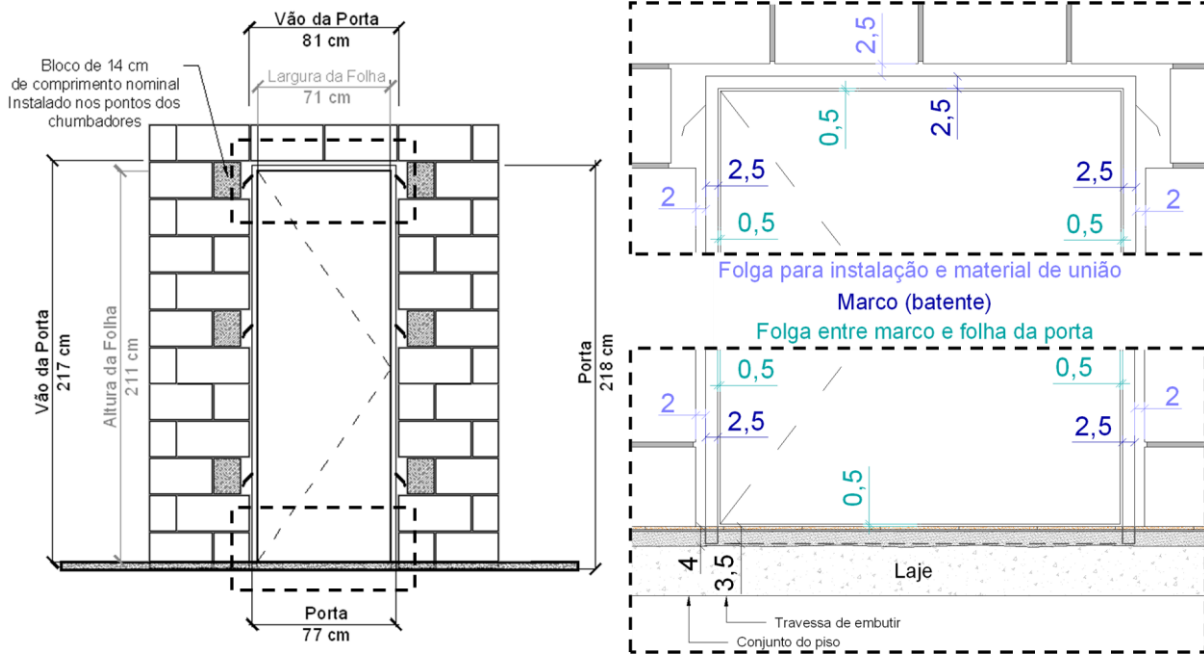 Vão da Porta
81 cm
Bloco de 14 cm
de comprimento nominal
Instalado nos pontos dos
chumbadores
Largura da Folha
71 cm
Vão da Porta
217 cm
Altura da Folha
211 cm
Porta
218 cm
Porta
77 cm
2,5
0,5
2,5
2,5
2,5
2
2
0,5
0,5
Folga para instalação e material de união
Marco (batente)
Folga entre marco e folha da porta
0,5
0,5
2
2
2,5
2,5
0,5
4
3,5
Laje
Travessa de embutir
Conjunto do piso